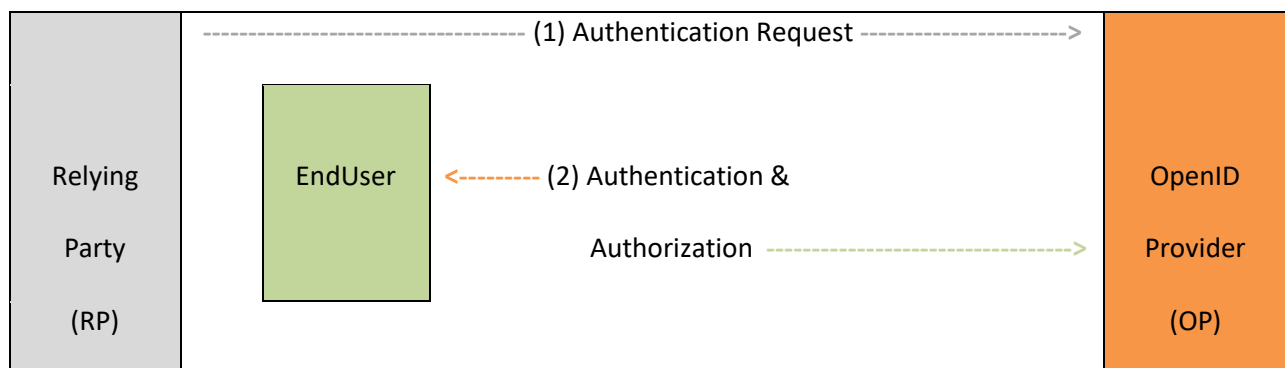 (1) Authentication Request
Relying
Party
(RP)
EndUser
(2) Authentication &
Authorization
OpenID
Provider
(OP)